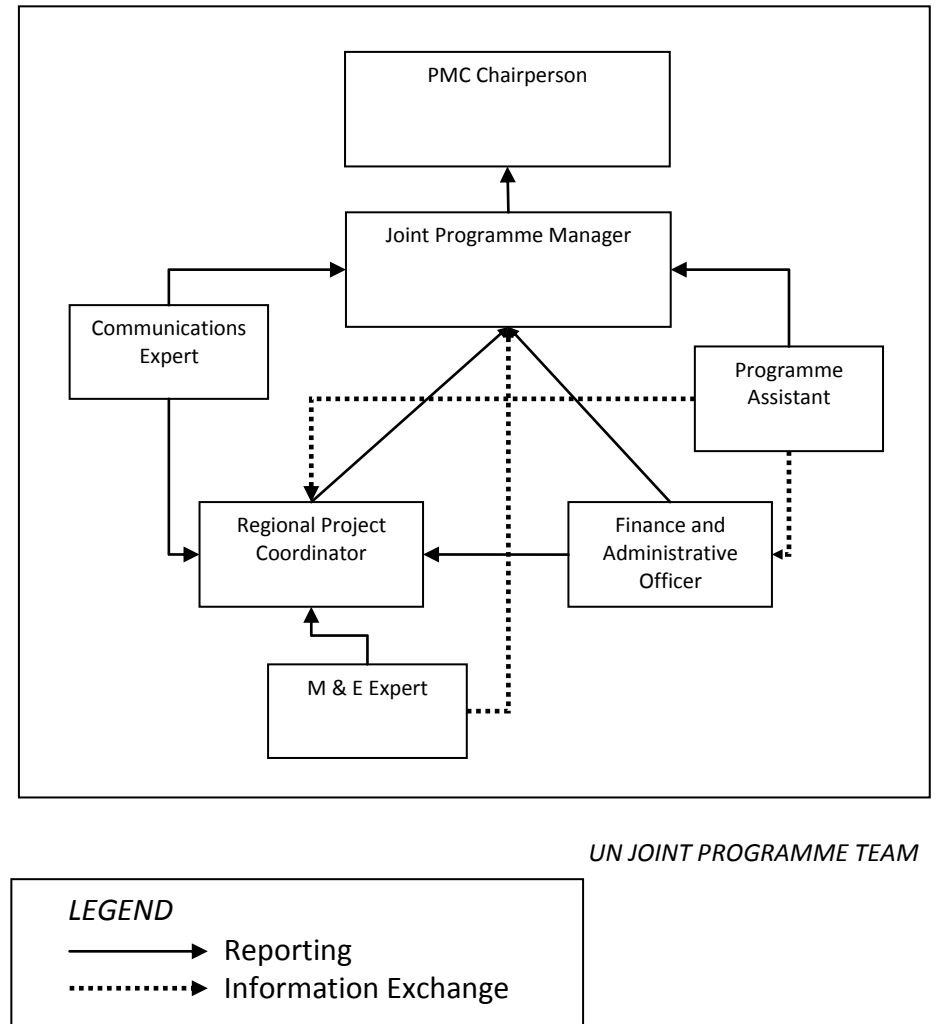 PMC Chairperson
Joint Programme Manager
Communications
Expert
Programme
Assistant
Regional Project
Coordinator
Finance and
Administrative
Officer
M & E Expert
UN JOINT PROGRAMME TEAM
LEGEND
Reporting
Information Exchange